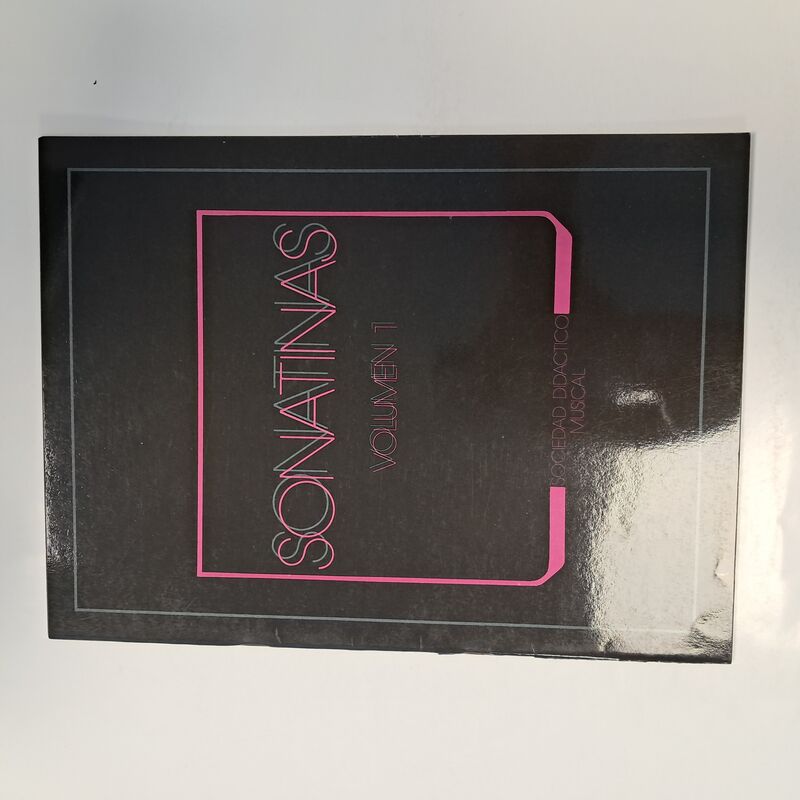 SONATINAS
VOLUMEN 1
SOCIEDAD DIDACTICO
MUSICAL